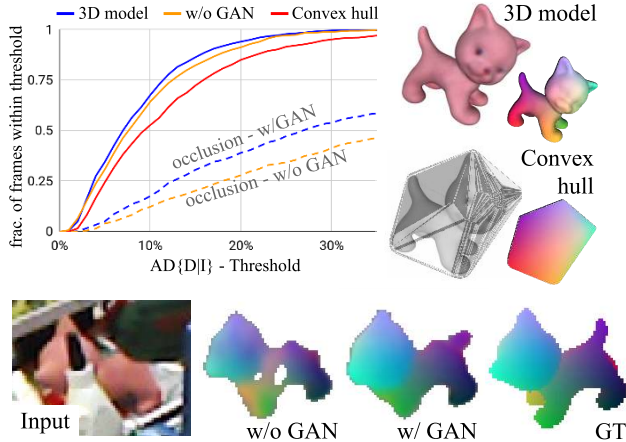 3D model w/o GAN Convex hull
frac. of frames within threshold
1
0.75
0.5
0.25
0
occlusion - w/GAN
occlusion - w/o GAN
0% 10% 20% 30%
AD{D|I} - Threshold
3D model
Convex
hull
Input
w/o GAN
w/ GAN
GT